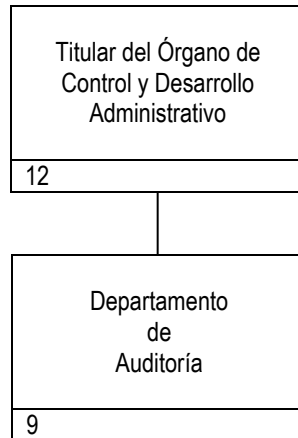 Titular del Órgano de
Control y Desarrollo
Administrativo
12
Departamento
de
Auditoría
9